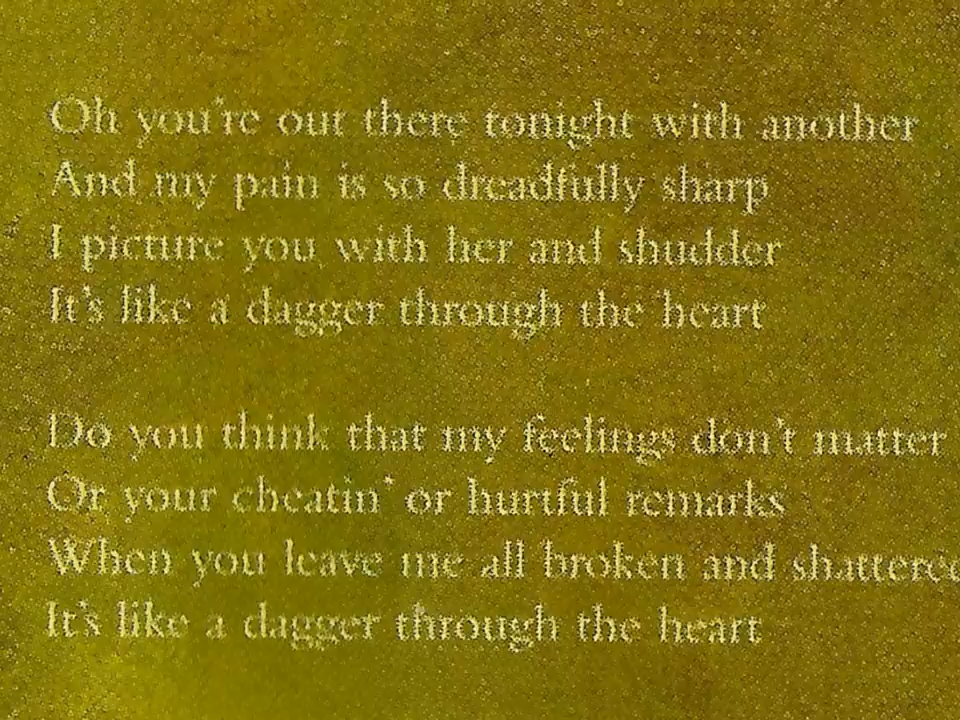 Oh you're out there tonight with another
And my pain is so dreadfully sharp
I picture you with her and shudder
It's like a dagger through the heart
Do you think that my feelings don't matter
Or your cheatin' or hurtful remarks
When you leave me all broken and shattered
It's like a dagger through the heart